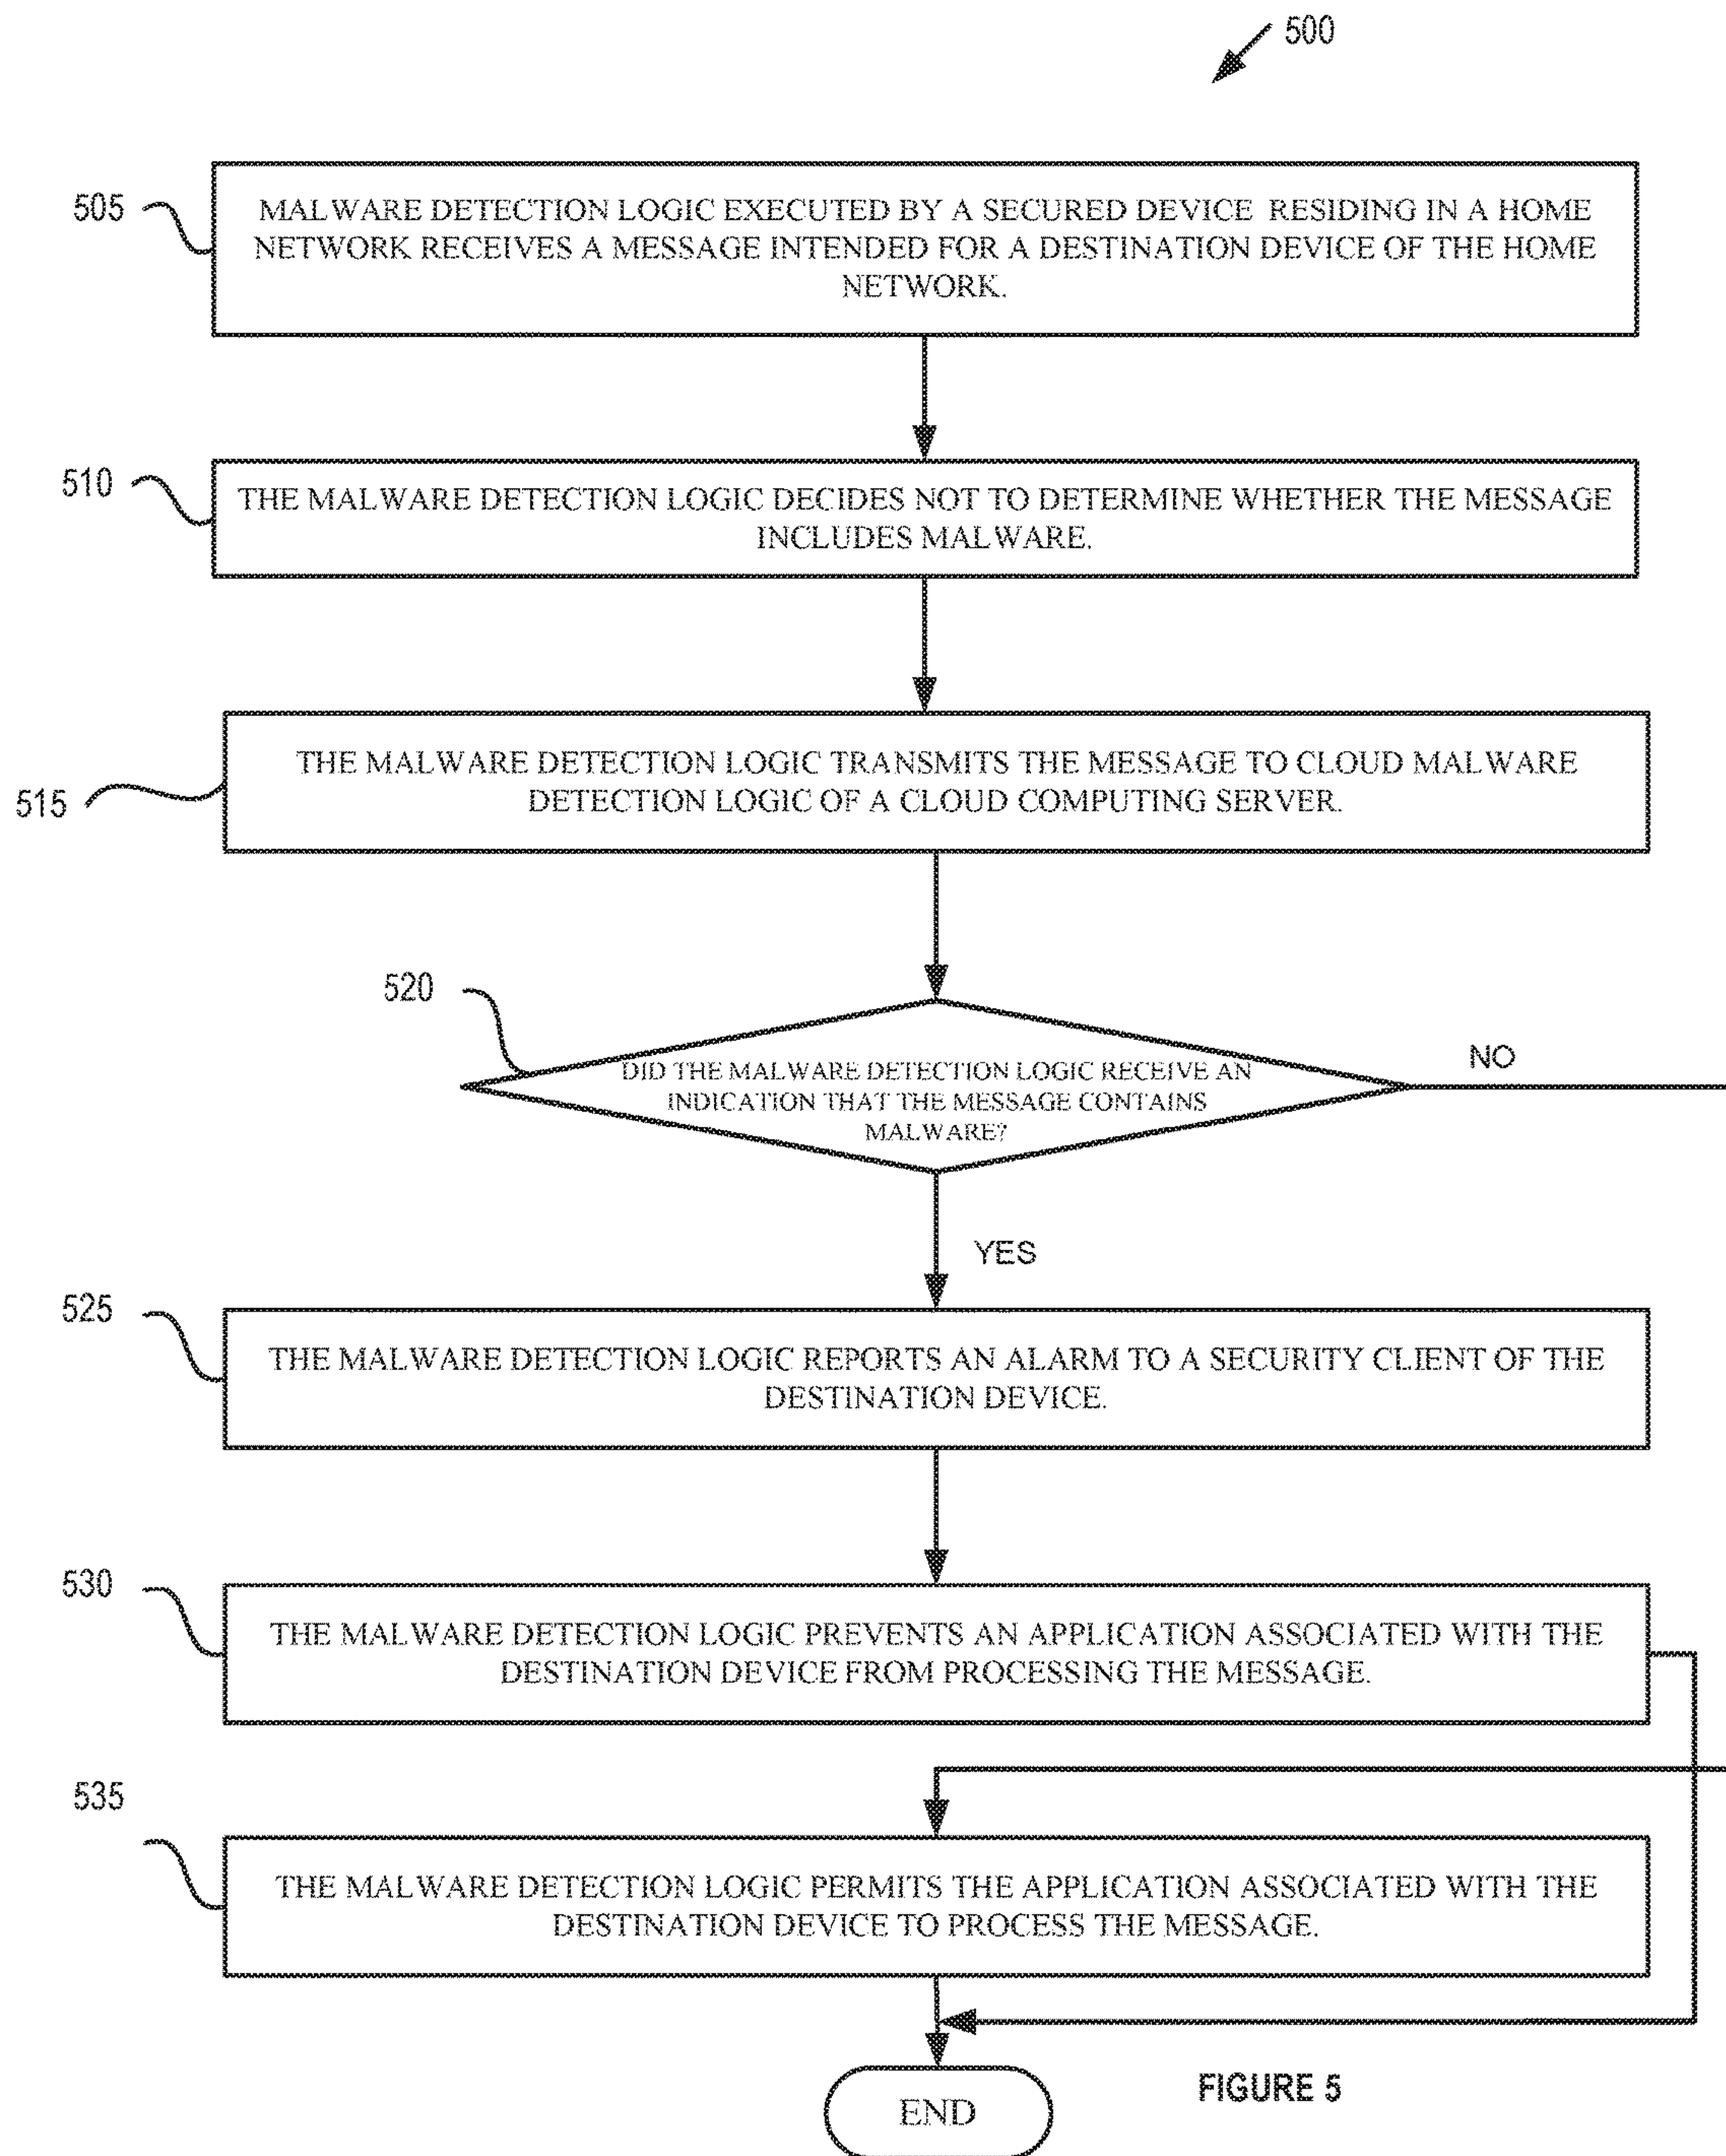 500
505
MALWARE DETECTION LOGIC EXECUTED BY A SECURED DEVICE RESIDING IN A HOME
NETWORK RECEIVES A MESSAGE INTENDED FOR A DESTINATION DEVICE OF THE HOME
NETWORK.
510
THE MALWARE DETECTION LOGIC DECIDES NOT TO DETERMINE WHETHER THE MESSAGE
INCLUDES MALWARE.
515
THE MALWARE DETECTION LOGIC TRANSMITS THE MESSAGE TO CLOUD MALWARE
DETECTION LOGIC OF A CLOUD COMPUTING SERVER.
520
DID THE MALWARE DETECTION LOGIC RECEIVE AN
INDICATION THAT THE MESSAGE CONTAINS
MALWARE?
NO
YES
525
THE MALWARE DETECTION LOGIC REPORTS AN ALARM TO A SECURITY CLIENT OF THE
DESTINATION DEVICE.
530
THE MALWARE DETECTION LOGIC PREVENTS AN APPLICATION ASSOCIATED WITH THE
DESTINATION DEVICE FROM PROCESSING THE MESSAGE.
535
THE MALWARE DETECTION LOGIC PERMITS THE APPLICATION ASSOCIATED WITH THE
DESTINATION DEVICE TO PROCESS THE MESSAGE.
END
FIGURE 5